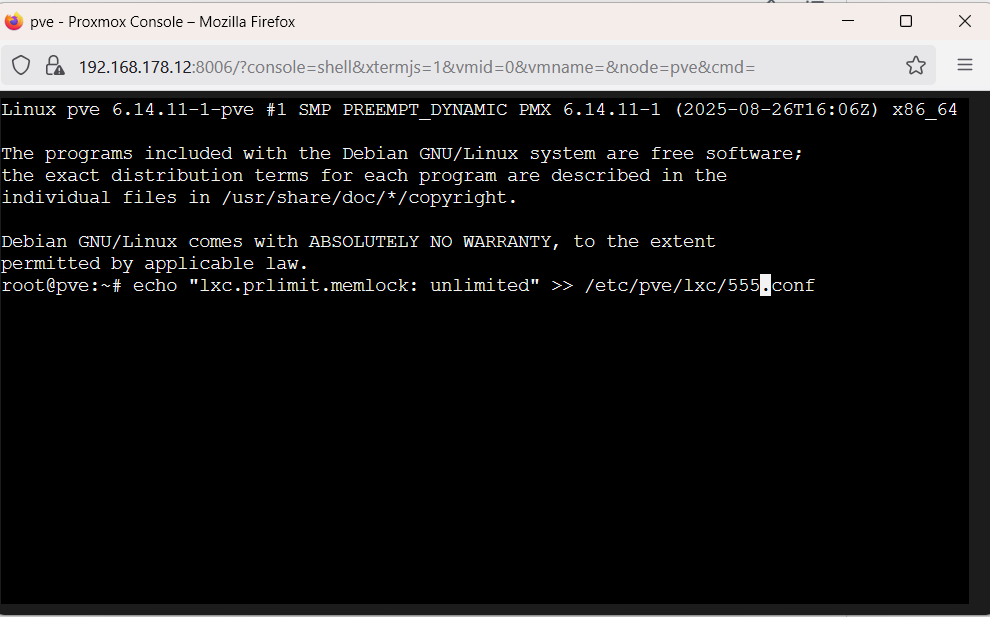 pve - Proxmox Console – Mozilla Firefox
192.168.178.12:8006/?console=shell&xtermjs=1&vmid=0&vmname=&node=pve&cmd=
Linux pve 6.14.11-1-pve #1 SMP PREEMPT_DYNAMIC PMX 6.14.11-1 (2025-08-26T16:06Z) x86_64
The programs included with the Debian GNU/Linux system are free software;
the exact distribution terms for each program are described in the
individual files in /usr/share/doc/*/copyright.
Debian GNU/Linux comes with ABSOLUTELY NO WARRANTY, to the extent
permitted by applicable law.
root@pve:~# echo "lxc.prlimit.memlock: unlimited" >> /etc/pve/lxc/555.conf